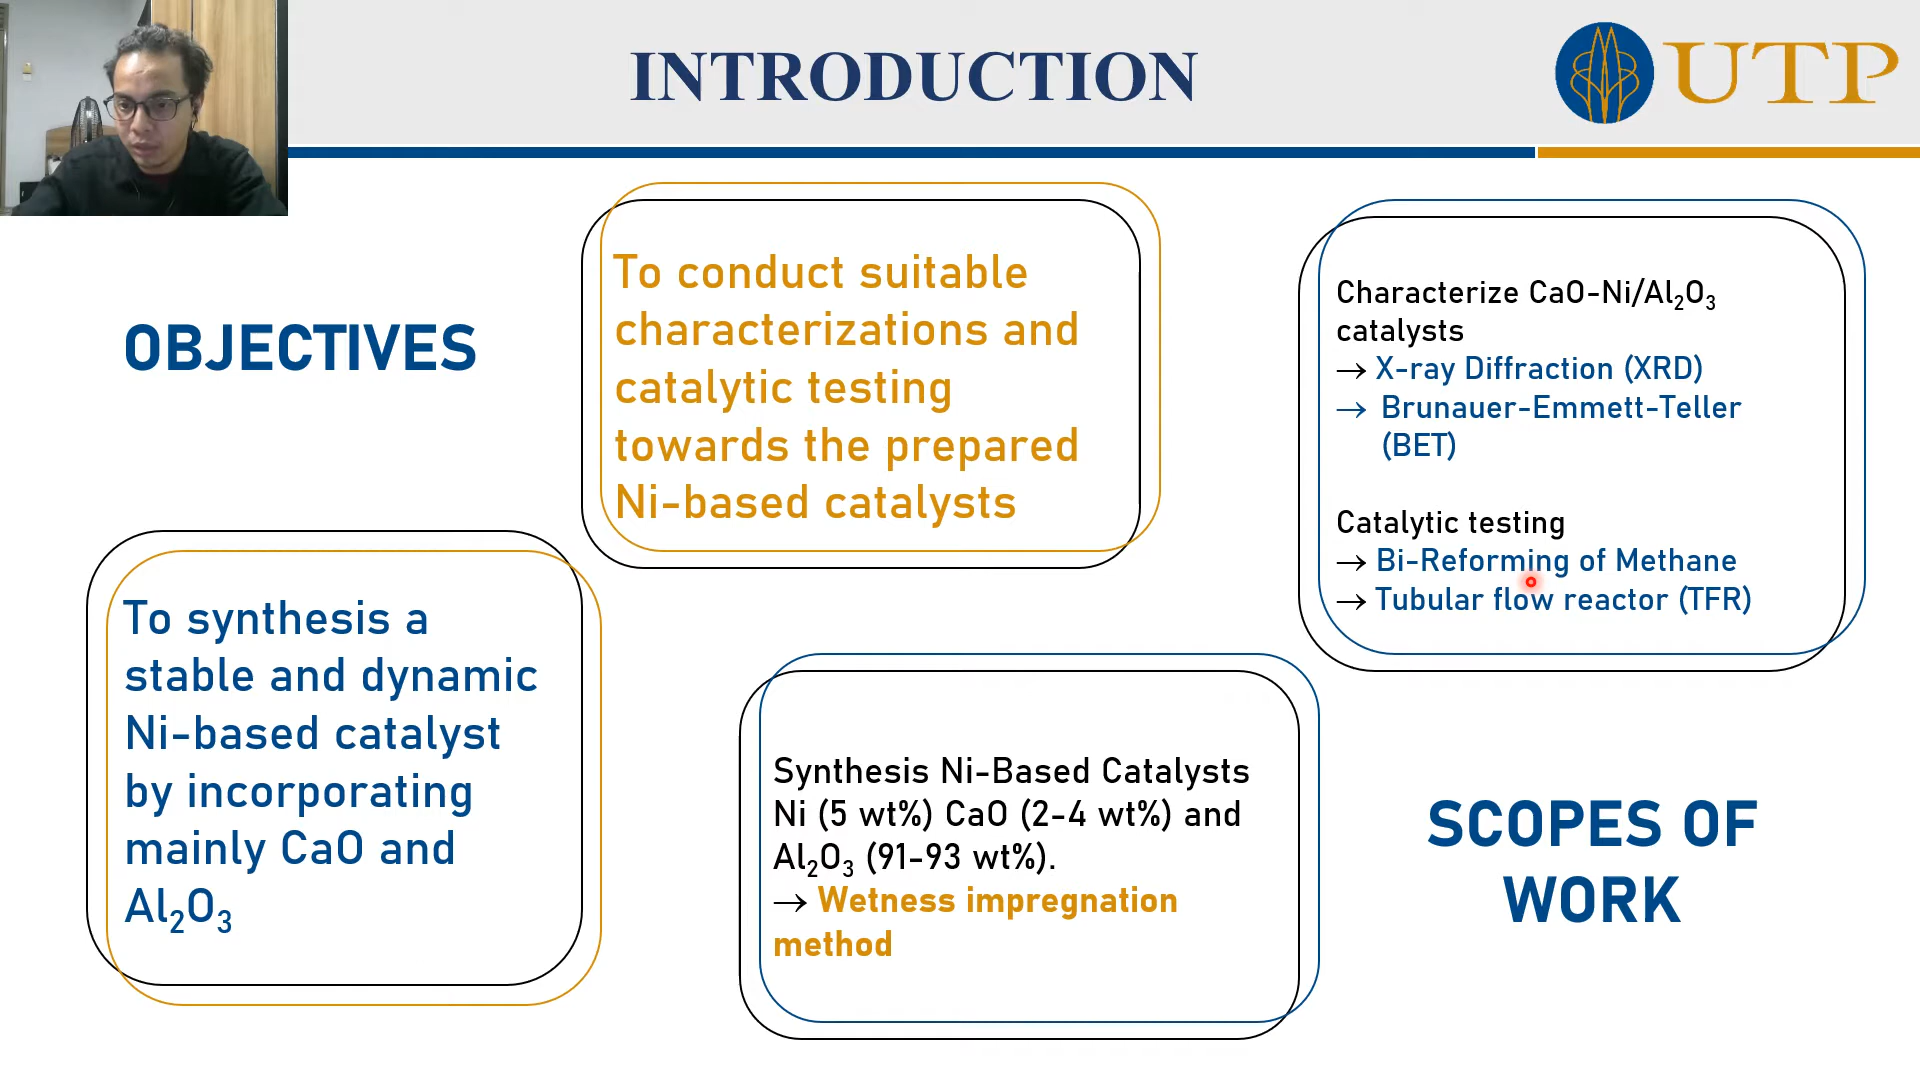 INTRODUCTION
UTP
OBJECTIVES
To conduct suitable
characterizations and
catalytic testing
towards the prepared
Ni-based catalysts
Characterize CaO-Ni/Al₂O₃
catalysts
→ X-ray Diffraction (XRD)
→ Brunauer-Emmett-Teller
(BET)
Catalytic testing
→ Bi-Reforming of Methane
→ Tubular flow reactor (TFR)
To synthesis a
stable and dynamic
Ni-based catalyst
by incorporating
mainly CaO and
Al₂O₃
Synthesis Ni-Based Catalysts
Ni (5 wt%) CaO (2-4 wt%) and
Al₂O₃ (91-93 wt%).
→ Wetness impregnation
method
SCOPES OF
WORK